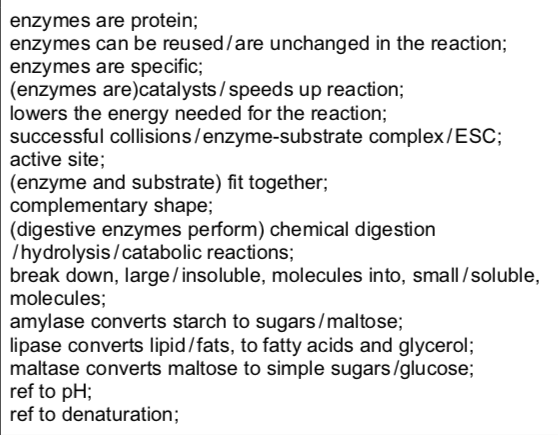 enzymes are protein;
enzymes can be reused/are unchanged in the reaction;
enzymes are specific;
(enzymes are)catalysts/speeds up reaction;
lowers the energy needed for the reaction;
successful collisions/enzyme-substrate complex/ESC;
active site;
(enzyme and substrate) fit together;
complementary shape;
(digestive enzymes perform) chemical digestion
/hydrolysis/catabolic reactions;
break down, large/insoluble, molecules into, small/soluble,
molecules;
amylase converts starch to sugars/maltose;
lipase converts lipid/fats, to fatty acids and glycerol;
maltase converts maltose to simple sugars/glucose;
ref to pH;
ref to denaturation;